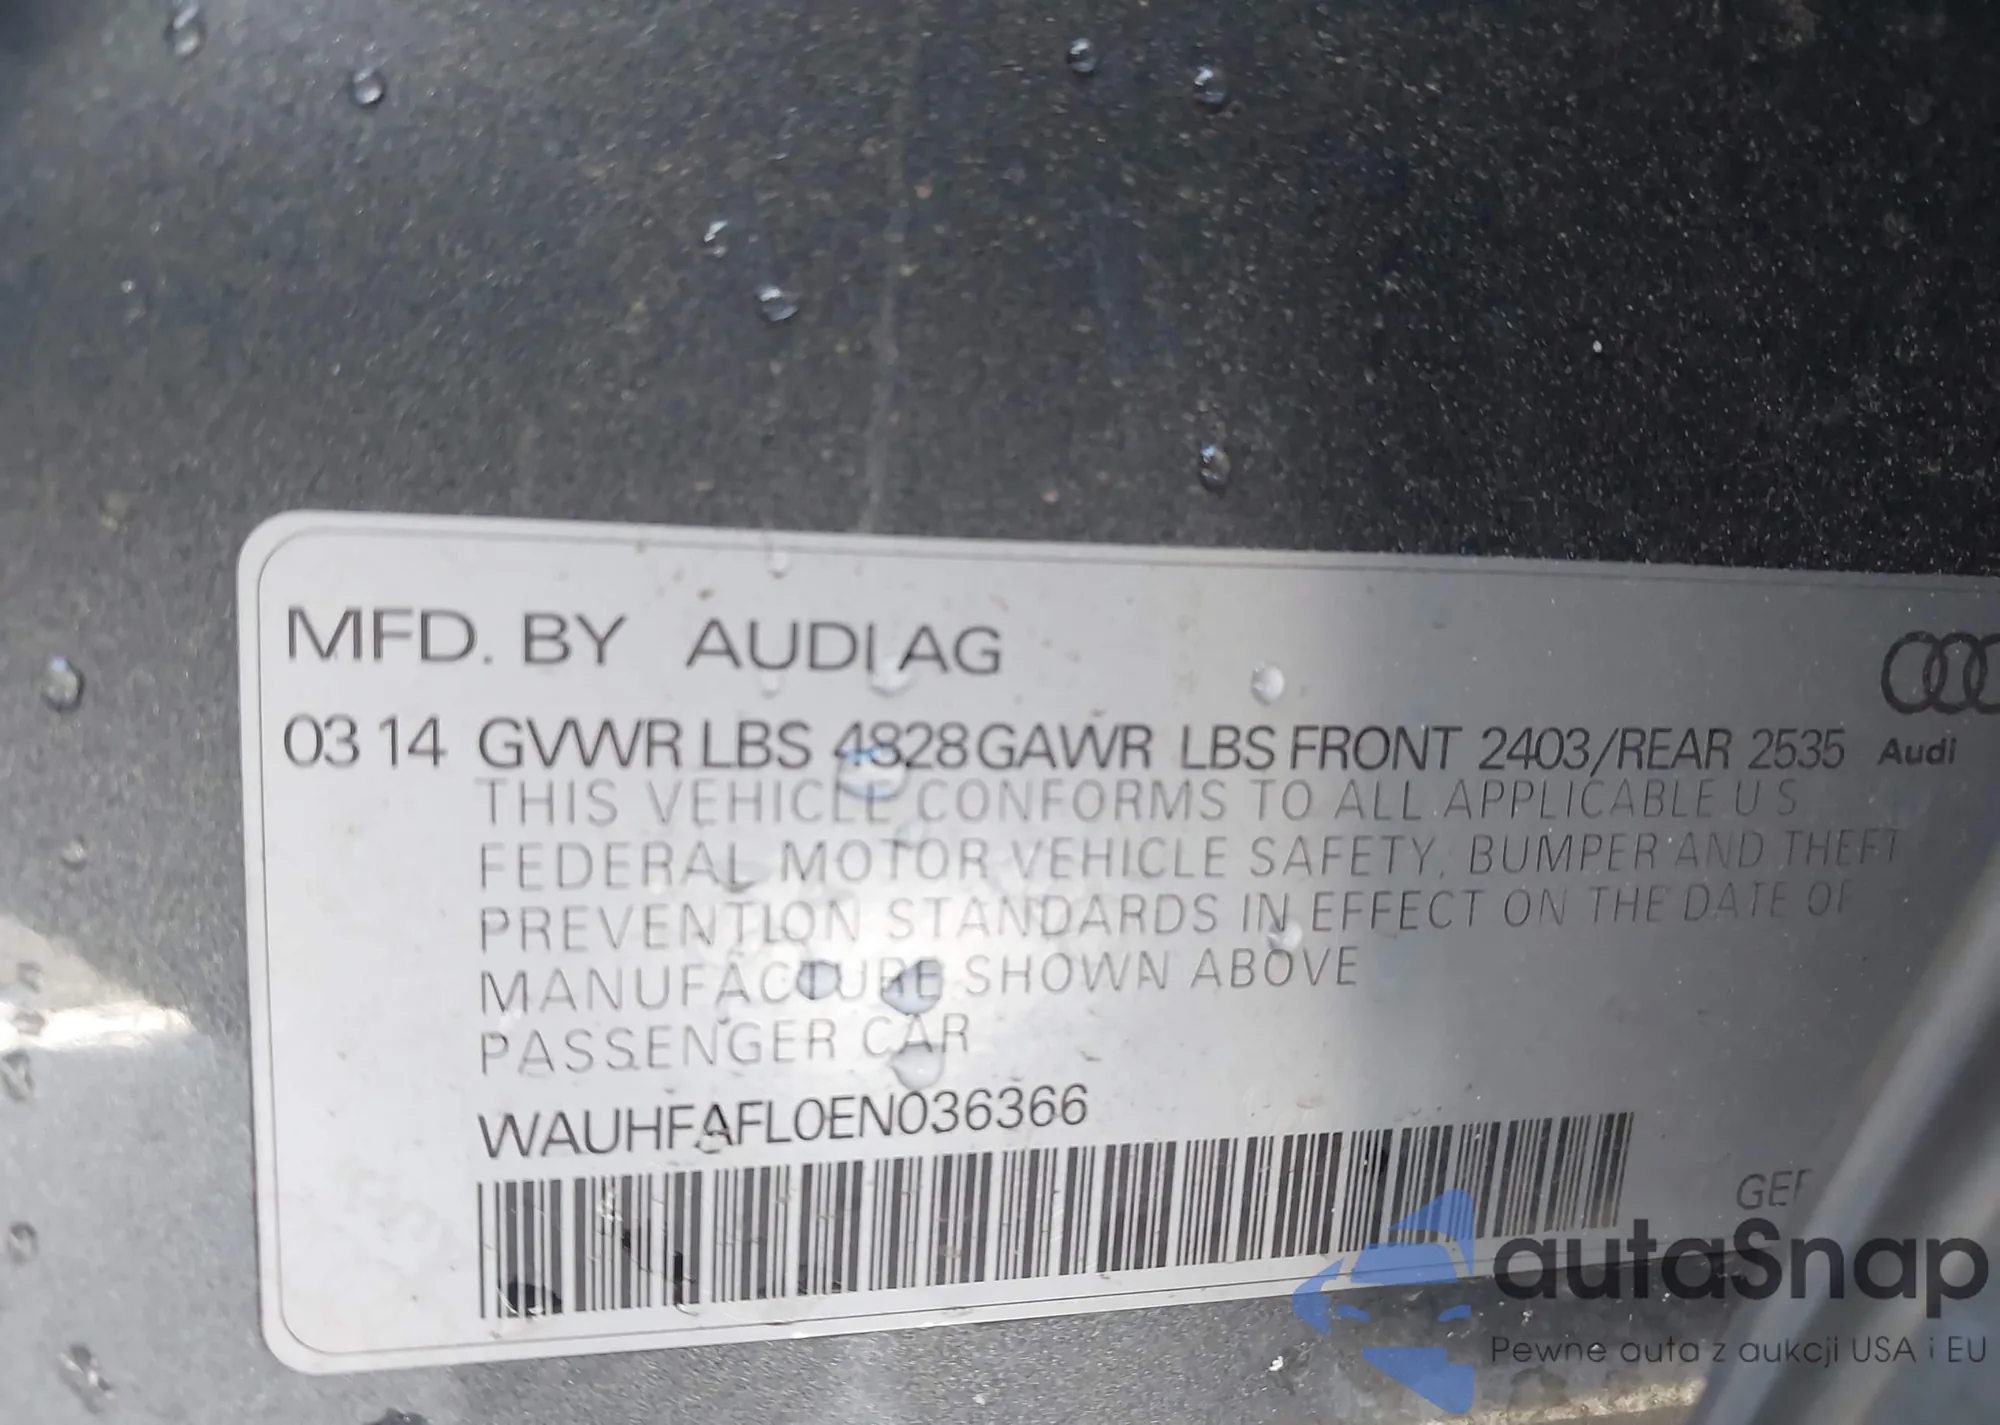 MFD. BY AUDI AG
03 14 GVWR LBS 4828 GAWR LBS FRONT 2403/REAR 2535 Audi
THIS VEHICLE CONFORMS TO ALL APPLICABLE U S
FEDERAL MOTOR VEHICLE SAFETY, BUMPER AND THEFT
PREVENTION STANDARDS IN EFFECT ON THE DATE OF
MANUFACTURE SHOWN ABOVE
PASSENGER CAR
WAUHFAFL0EN036366
autaSnap
Pewne auta z aukcji USA i EU